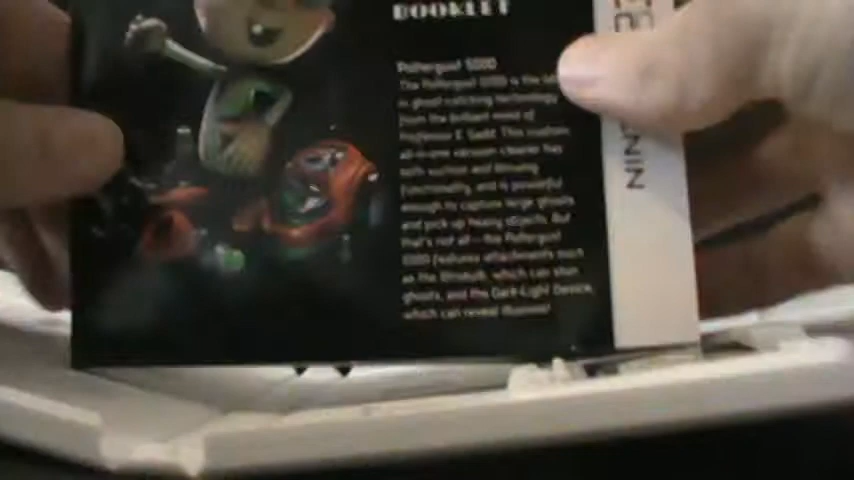 BOOKLET
Poltergust 5000
The Poltergust 5000 is the
in ghost-catching technology
from the brilliant mind of
Professor E. Gadd. This custom
all-in-one vacuum cleaner has
both suction and blowing
functionality, and is powerful
enough to capture large ghosts
and pick up heavy objects. But
that's not all—the Poltergust
5000 features attachments such
as the Strobulb, which can stun
ghosts, and the Dark-Light Device,
which can reveal illusions!